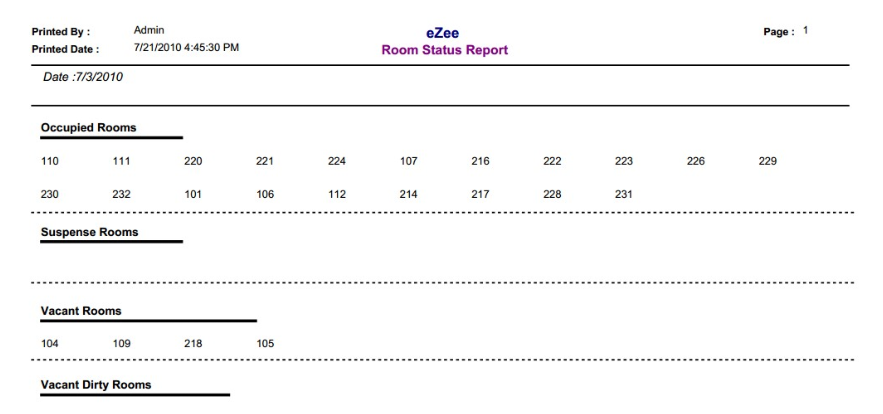 Printed By : Admin eZee Page : 1
Printed Date : 7/21/2010 4:45:30 PM Room Status Report
Date :7/3/2010
Occupied Rooms
110 111 220 221 224 107 216 222 223 226 229
230 232 101 106 112 214 217 228 231
Suspense Rooms
Vacant Rooms
104 109 218 105
Vacant Dirty Rooms